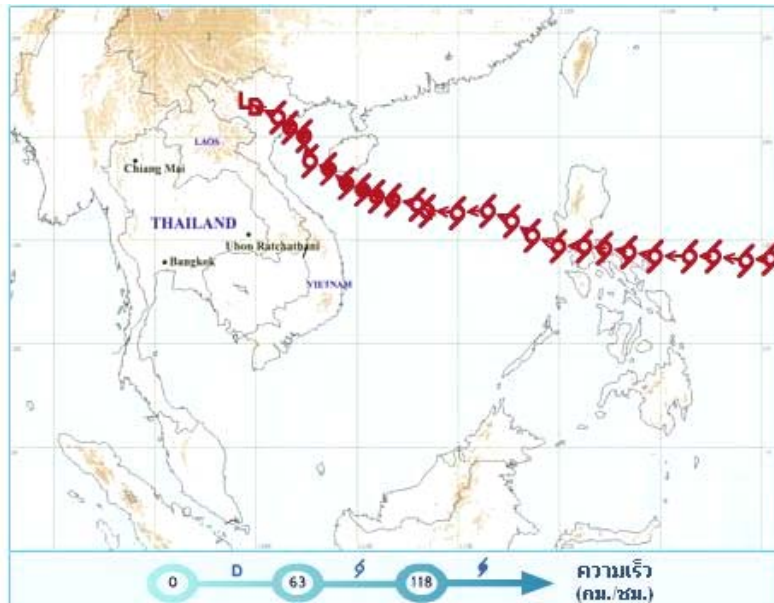 L D
LAOS
Chiang Mai
THAILAND
Ubon Ratchathani
Bangkok
VIETNAM
0 D 63 118 ความเร็ว
(คม./ชม.)